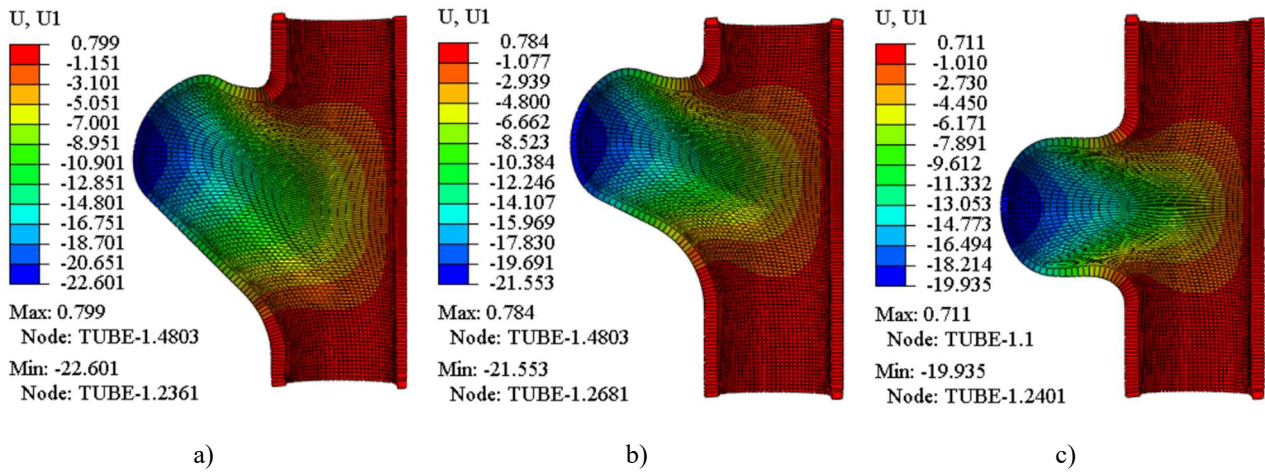 U, U1
0.799
-1.151
-3.101
-5.051
-7.001
-8.951
-10.901
-12.851
-14.801
-16.751
-18.701
-20.651
-22.601
Max: 0.799
Node: TUBE-1.4803
Min: -22.601
Node: TUBE-1.2361
a)
U, U1
0.784
-1.077
-2.939
-4.800
-6.662
-8.523
-10.384
-12.246
-14.107
-15.969
-17.830
-19.691
-21.553
Max: 0.784
Node: TUBE-1.4803
Min: -21.553
Node: TUBE-1.2681
b)
U, U1
0.711
-1.010
-2.730
-4.450
-6.171
-7.891
-9.612
-11.332
-13.053
-14.773
-16.494
-18.214
-19.935
Max: 0.711
Node: TUBE-1.1
Min: -19.935
Node: TUBE-1.2401
c)